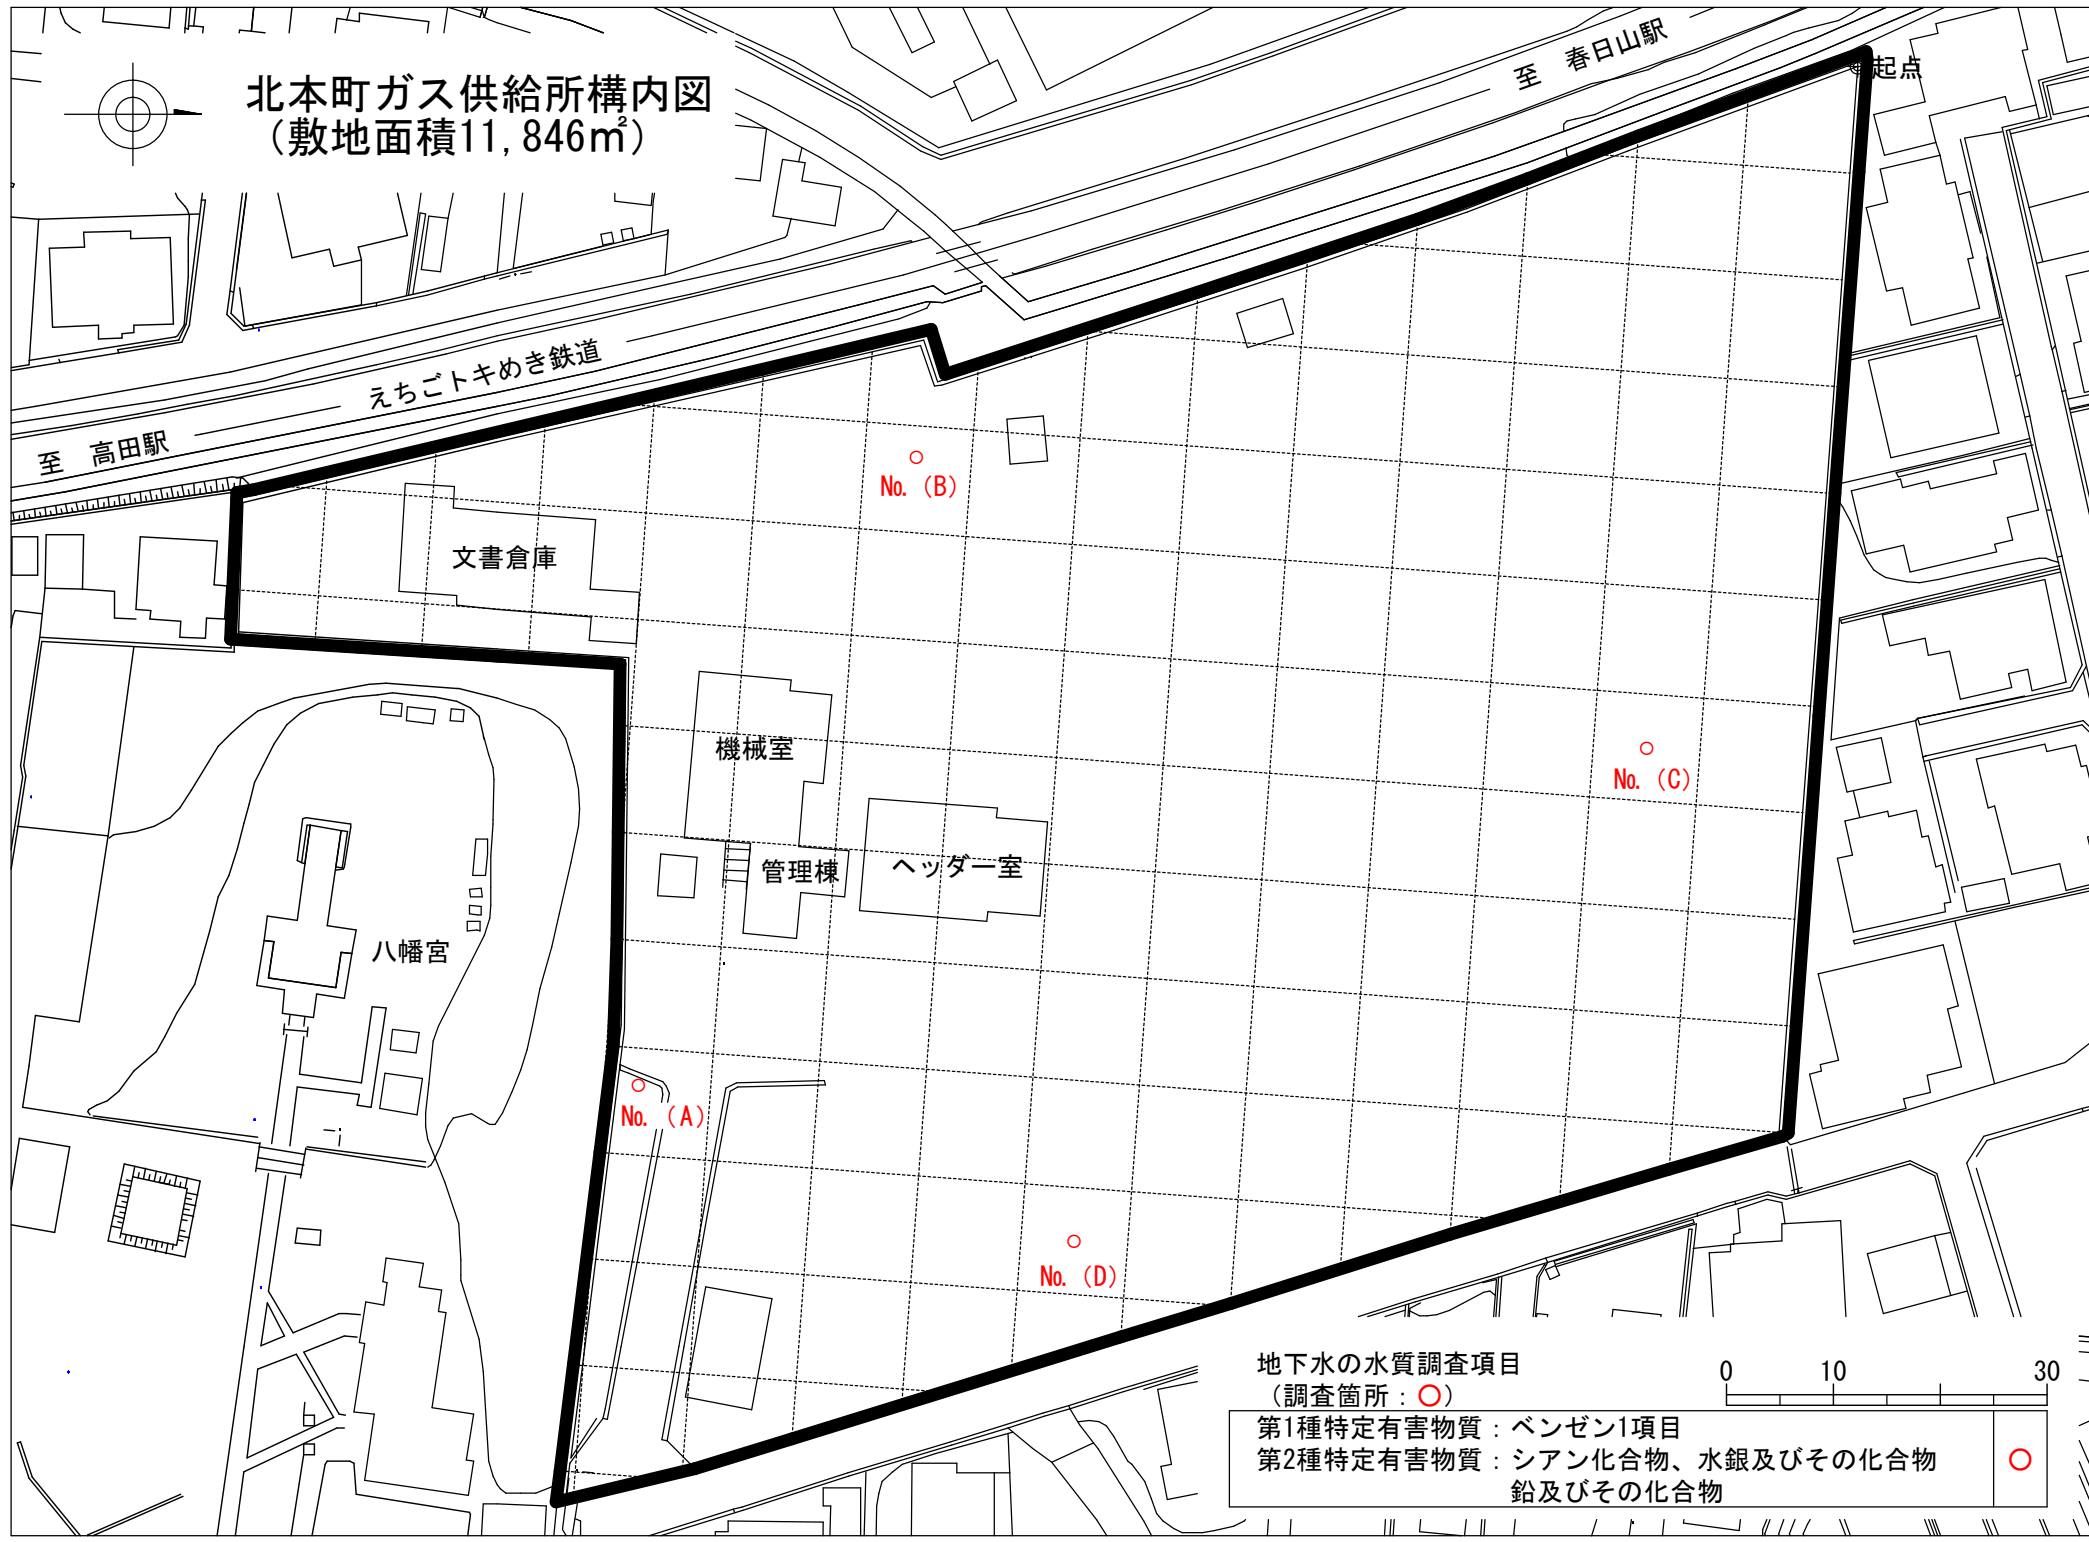 北本町ガス供給所構内図
（敷地面積11,846㎡）
至　春日山駅
起点
えちごトキめき鉄道
至　高田駅
No.（B）
文書倉庫
機械室
No.（C）
管理棟
ヘッダー室
八幡宮
No.（A）
No.（D）
地下水の水質調査項目
（調査箇所：○）
0 10 30
第1種特定有害物質：ベンゼン1項目
第2種特定有害物質：シアン化合物、水銀及びその化合物
鉛及びその化合物